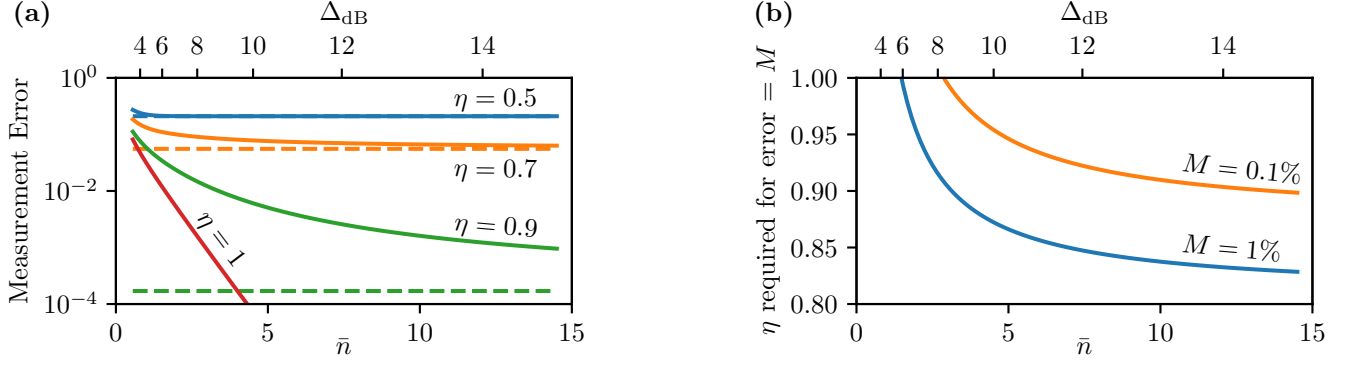 (a)
Δ_dB
4 6 8 10 12 14
Measurement Error
10^0
10^−2
10^−4
η = 0.5
η = 0.7
η = 0.9
η = 1
0 5 10 15
n̄
(b)
Δ_dB
4 6 8 10 12 14
η required for error = M
1.00
0.95
0.90
0.85
0.80
M = 0.1%
M = 1%
0 5 10 15
n̄